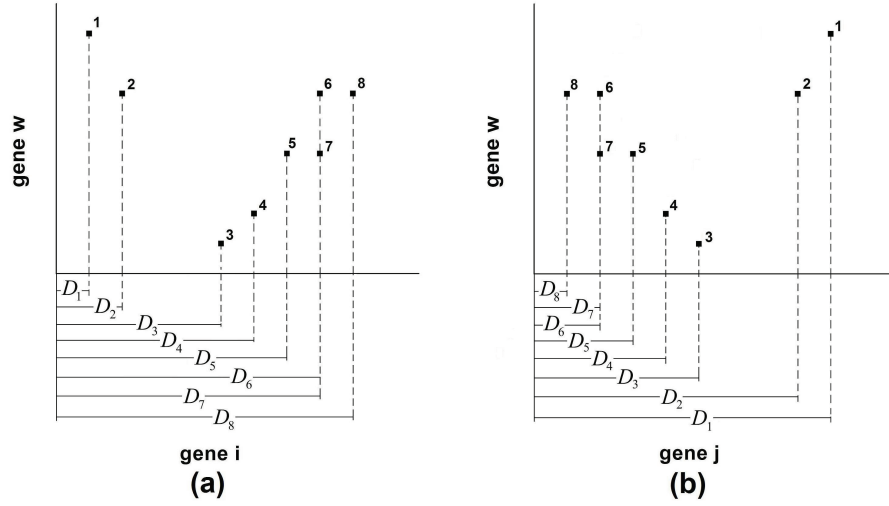 1
2
6
8
5
7
4
3
gene w
D1
D2
D3
D4
D5
D6
D7
D8
gene i
(a)
1
8
6
2
7
5
4
3
gene w
D8
D7
D6
D5
D4
D3
D2
D1
gene j
(b)